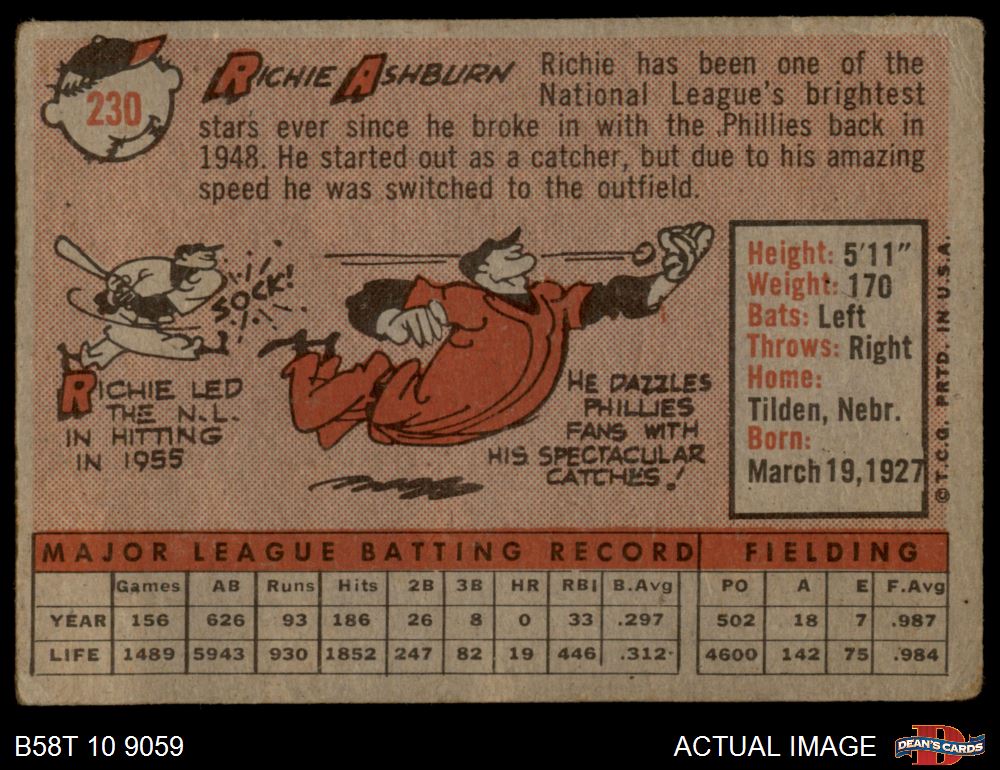 230
RICHIE ASHBURN
Richie has been one of the
National League's brightest
stars ever since he broke in with the Phillies back in
1948. He started out as a catcher, but due to his amazing
speed he was switched to the outfield.
SOCK!
RICHIE LED
THE N.L.
IN HITTING
IN 1955
HE DAZZLES
PHILLIES
FANS WITH
HIS SPECTACULAR
CATCHES!
Height: 5'11"
Weight: 170
Bats: Left
Throws: Right
Home:
Tilden, Nebr.
Born:
March 19, 1927
© T.C.G. PRTD. IN U.S.A.
MAJOR LEAGUE BATTING RECORD FIELDING
Games AB Runs Hits 2B 3B HR RBI B.Avg PO A E F.Avg
YEAR 156 626 93 186 26 8 0 33 .297 502 18 7 .987
LIFE 1489 5943 930 1852 247 82 19 446 .312 4600 142 75 .984
B58T 10 9059
ACTUAL IMAGE
D
DEAN'S CARDS